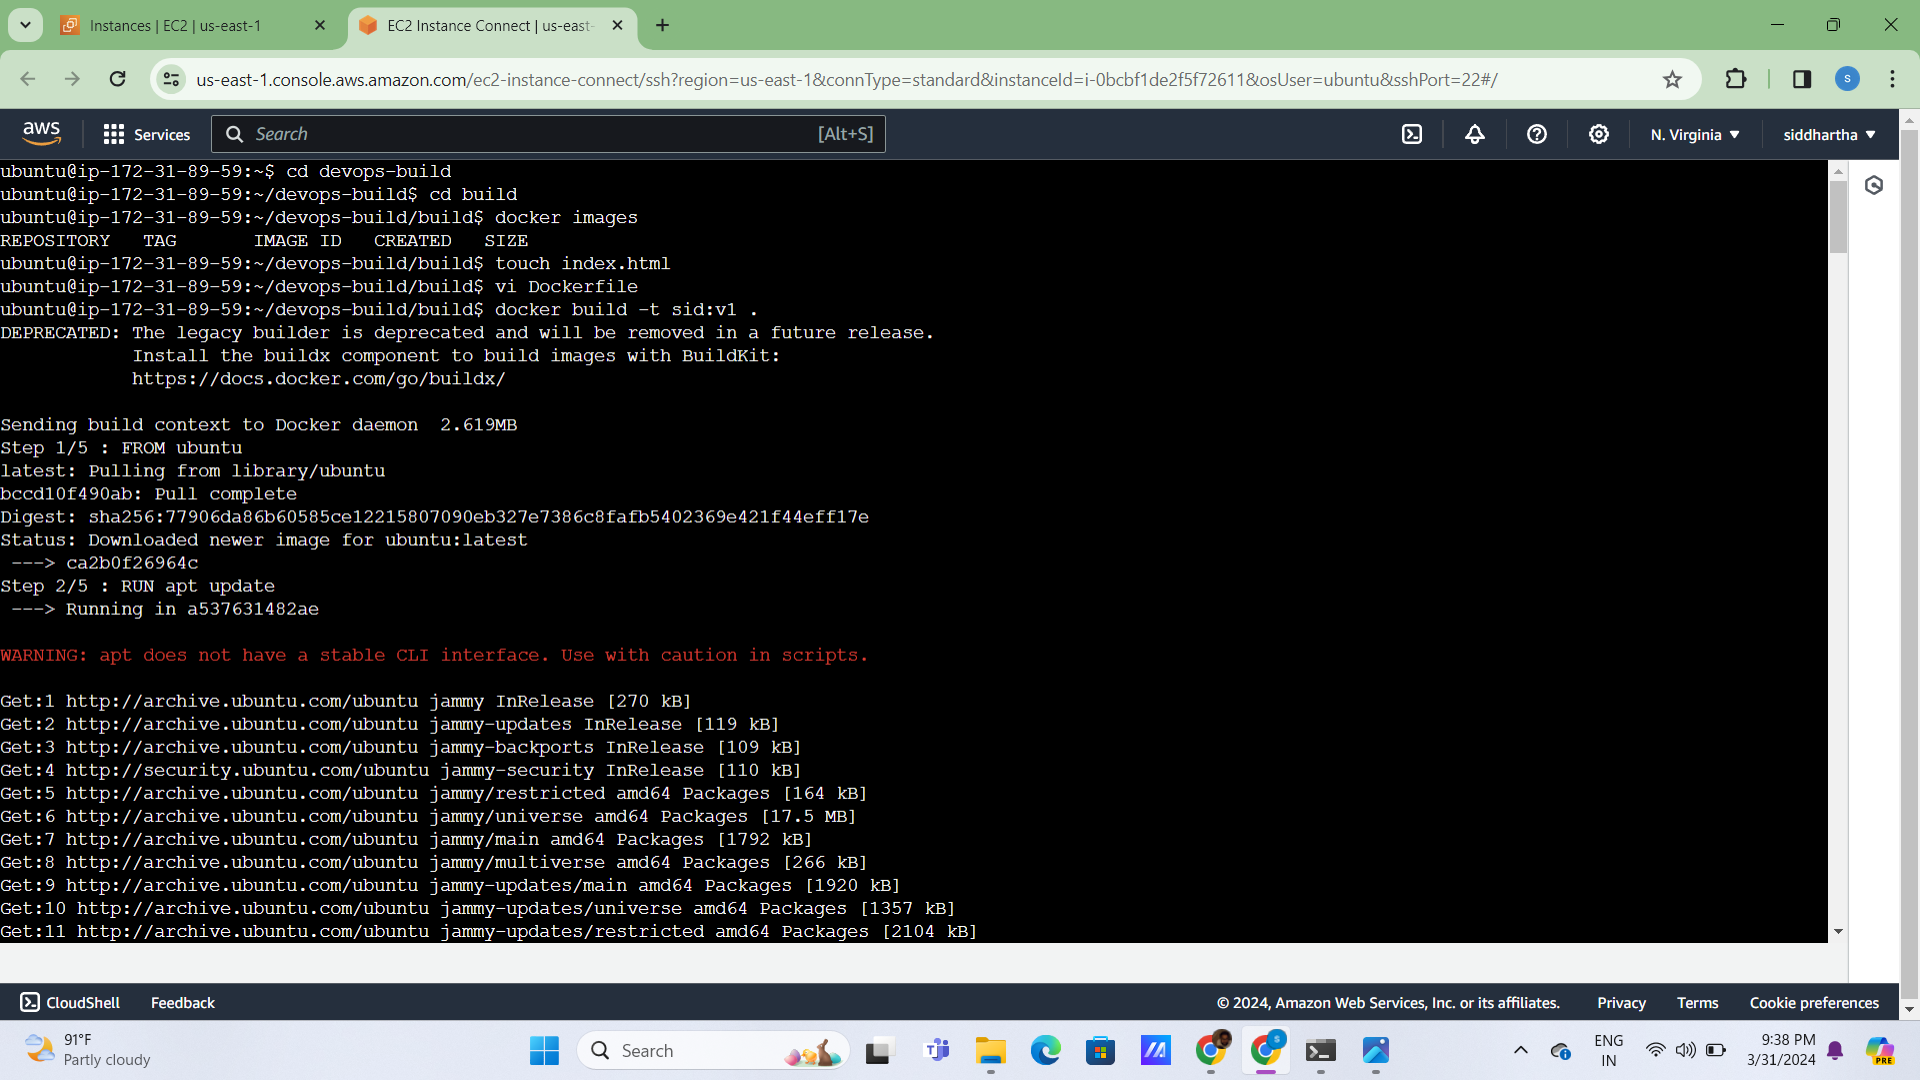 Instances | EC2 | us-east-1
EC2 Instance Connect | us-east-
us-east-1.console.aws.amazon.com/ec2-instance-connect/ssh?region=us-east-1&connType=standard&instanceId=i-0bcbf1de2f5f72611&osUser=ubuntu&sshPort=22#/
S
aws
Services
Search
[Alt+S]
N. Virginia
siddhartha
ubuntu@ip-172-31-89-59:~$ cd devops-build
ubuntu@ip-172-31-89-59:~/devops-build$ cd build
ubuntu@ip-172-31-89-59:~/devops-build/build$ docker images
REPOSITORY   TAG       IMAGE ID   CREATED   SIZE
ubuntu@ip-172-31-89-59:~/devops-build/build$ touch index.html
ubuntu@ip-172-31-89-59:~/devops-build/build$ vi Dockerfile
ubuntu@ip-172-31-89-59:~/devops-build/build$ docker build -t sid:v1 .
DEPRECATED: The legacy builder is deprecated and will be removed in a future release.
            Install the buildx component to build images with BuildKit:
            https://docs.docker.com/go/buildx/
Sending build context to Docker daemon  2.619MB
Step 1/5 : FROM ubuntu
latest: Pulling from library/ubuntu
bccd10f490ab: Pull complete
Digest: sha256:77906da86b60585ce12215807090eb327e7386c8fafb5402369e421f44eff17e
Status: Downloaded newer image for ubuntu:latest
 ---> ca2b0f26964c
Step 2/5 : RUN apt update
 ---> Running in a537631482ae
WARNING: apt does not have a stable CLI interface. Use with caution in scripts.
Get:1 http://archive.ubuntu.com/ubuntu jammy InRelease [270 kB]
Get:2 http://archive.ubuntu.com/ubuntu jammy-updates InRelease [119 kB]
Get:3 http://archive.ubuntu.com/ubuntu jammy-backports InRelease [109 kB]
Get:4 http://security.ubuntu.com/ubuntu jammy-security InRelease [110 kB]
Get:5 http://archive.ubuntu.com/ubuntu jammy/restricted amd64 Packages [164 kB]
Get:6 http://archive.ubuntu.com/ubuntu jammy/universe amd64 Packages [17.5 MB]
Get:7 http://archive.ubuntu.com/ubuntu jammy/main amd64 Packages [1792 kB]
Get:8 http://archive.ubuntu.com/ubuntu jammy/multiverse amd64 Packages [266 kB]
Get:9 http://archive.ubuntu.com/ubuntu jammy-updates/main amd64 Packages [1920 kB]
Get:10 http://archive.ubuntu.com/ubuntu jammy-updates/universe amd64 Packages [1357 kB]
Get:11 http://archive.ubuntu.com/ubuntu jammy-updates/restricted amd64 Packages [2104 kB]
CloudShell
Feedback
© 2024, Amazon Web Services, Inc. or its affiliates.
Privacy
Terms
Cookie preferences
91°F
Partly cloudy
Search
ENG
IN
9:38 PM
3/31/2024
PRE